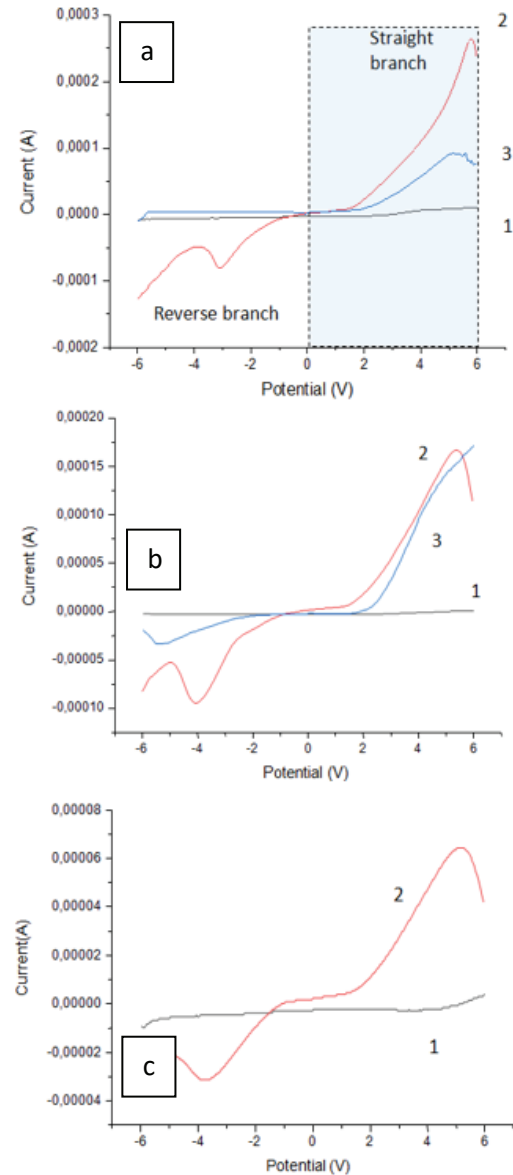 a
Straight
branch
2
3
1
Reverse branch
0,0003
0,0002
0,0001
0,0000
-0,0001
-0,0002
Current (A)
-6 -4 -2 0 2 4 6
Potential (V)
b
2
3
1
0,00020
0,00015
0,00010
0,00005
0,00000
-0,00005
-0,00010
Current (A)
-6 -4 -2 0 2 4 6
Potential (V)
c
2
1
0,00008
0,00006
0,00004
0,00002
0,00000
-0,00002
-0,00004
Current(A)
-6 -4 -2 0 2 4 6
Potential (V)